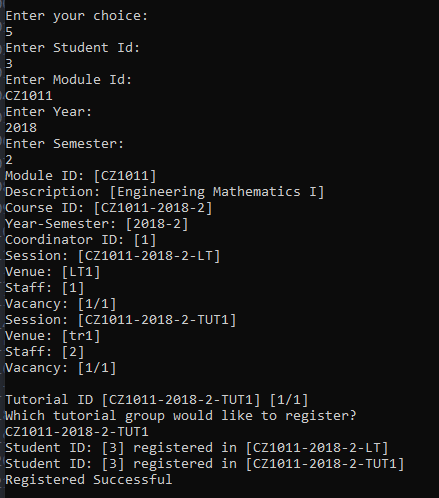 Enter your choice:
5
Enter Student Id:
3
Enter Module Id:
CZ1011
Enter Year:
2018
Enter Semester:
2
Module ID: [CZ1011]
Description: [Engineering Mathematics I]
Course ID: [CZ1011-2018-2]
Year-Semester: [2018-2]
Coordinator ID: [1]
Session: [CZ1011-2018-2-LT]
Venue: [LT1]
Staff: [1]
Vacancy: [1/1]
Session: [CZ1011-2018-2-TUT1]
Venue: [tr1]
Staff: [2]
Vacancy: [1/1]
Tutorial ID [CZ1011-2018-2-TUT1] [1/1]
Which tutorial group would like to register?
CZ1011-2018-2-TUT1
Student ID: [3] registered in [CZ1011-2018-2-LT]
Student ID: [3] registered in [CZ1011-2018-2-TUT1]
Registered Successful